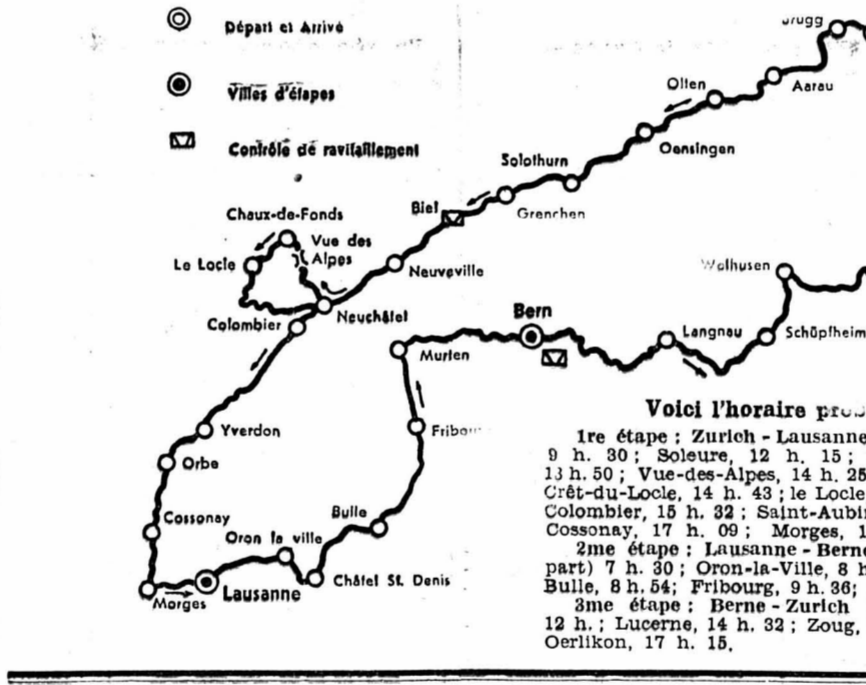 Départ et Arrivé
Villes d'étapes
Contrôle de ravitaillement
Brugg
Aarau
Olten
Oensingen
Solothurn
Grenchen
Biel
Chaux-de-Fonds
Vue des
Alpes
Le Locle
Neuveville
Neuchâtel
Colombier
Wolhusen
Bern
Langnau
Schüpfheim
Murten
Yverdon
Orbe
Cossonay
Bulle
Oron la ville
Châtel St. Denis
Morges
Lausanne
Voici l'horaire
1re étape : Zurich - Lausanne
9 h. 30 ; Soleure, 12 h. 15 ;
13 h. 50 ; Vue-des-Alpes, 14 h. 25
Crêt-du-Locle, 14 h. 43 ; le Locle
Colombier, 15 h. 32 ; Saint-Aubin
Cossonay, 17 h. 09 ; Morges, 1
2me étape : Lausanne - Berne
part) 7 h. 30 ; Oron-la-Ville, 8 h
Bulle, 8 h. 54 ; Fribourg, 9 h. 36 ;
3me étape : Berne - Zurich
12 h. ; Lucerne, 14 h. 32 ; Zoug,
Oerlikon, 17 h. 15.